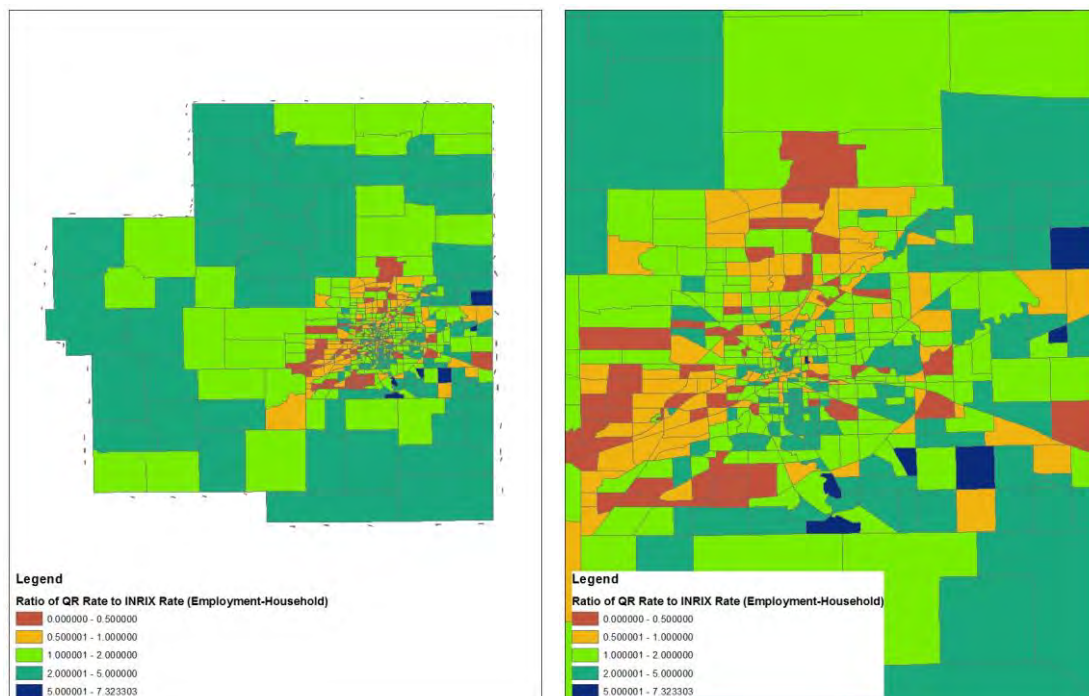 Legend
Ratio of QR Rate to INRIX Rate (Employment-Household)
0.000000 - 0.500000
0.500001 - 1.000000
1.000001 - 2.000000
2.000001 - 5.000000
5.000001 - 7.323303
Legend
Ratio of QR Rate to INRIX Rate (Employment-Household)
0.000000 - 0.500000
0.500001 - 1.000000
1.000001 - 2.000000
2.000001 - 5.000000
5.000001 - 7.323303